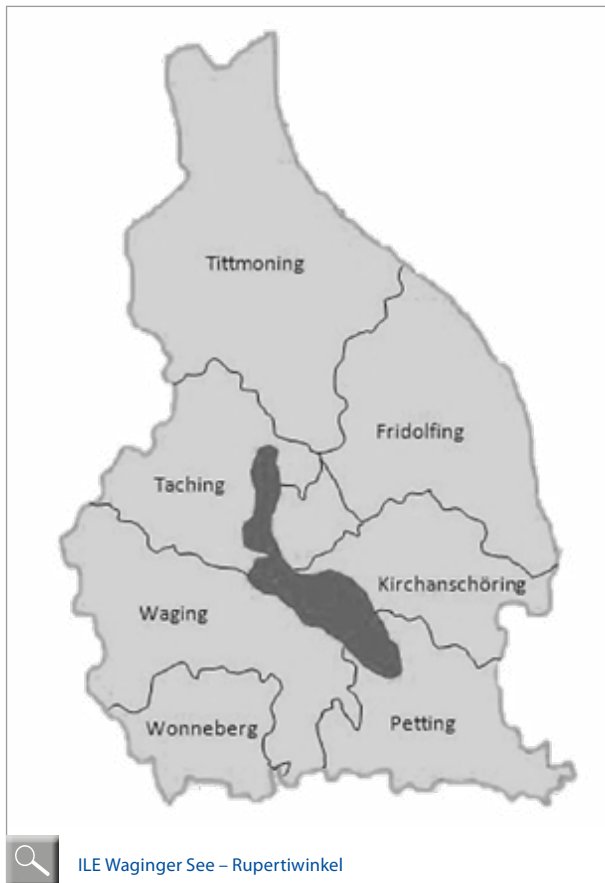 Tittmoning
Fridolfing
Taching
Kirchanschöring
Waging
Wonneberg
Petting
ILE Waginger See – Rupertiwinkel